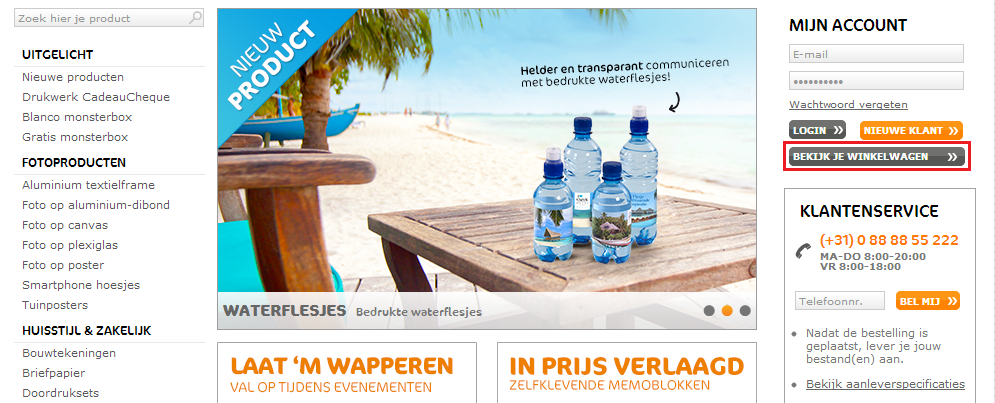 Zoek hier je product
UITGELICHT
Nieuwe producten
Drukwerk CadeauCheque
Blanco monsterbox
Gratis monsterbox
FOTOPRODUCTEN
Aluminium textielframe
Foto op aluminium-dibond
Foto op canvas
Foto op plexiglas
Foto op poster
Smartphone hoesjes
Tuinposters
HUISSTIJL & ZAKELIJK
Bouwtekeningen
Briefpapier
Doordruksets
NIEUW
PRODUCT
Helder en transparant communiceren
met bedrukte waterflesjes!
WATERFLESJES Bedrukte waterflesjes
LAAT ‘M WAPPEREN
VAL OP TIJDENS EVENEMENTEN
IN PRIJS VERLAAGD
ZELFKLEVENDE MEMOBLOKKEN
MIJN ACCOUNT
E-mail
Wachtwoord vergeten
LOGIN
NIEUWE KLANT
BEKIJK JE WINKELWAGEN
KLANTENSERVICE
(+31) 0 88 88 55 222
MA-DO 8:00-20:00
VR 8:00-18:00
Telefoonnr.
BEL MIJ
Nadat de bestelling is
geplaatst, lever je jouw
bestand(en) aan.
Bekijk aanleverspecificaties